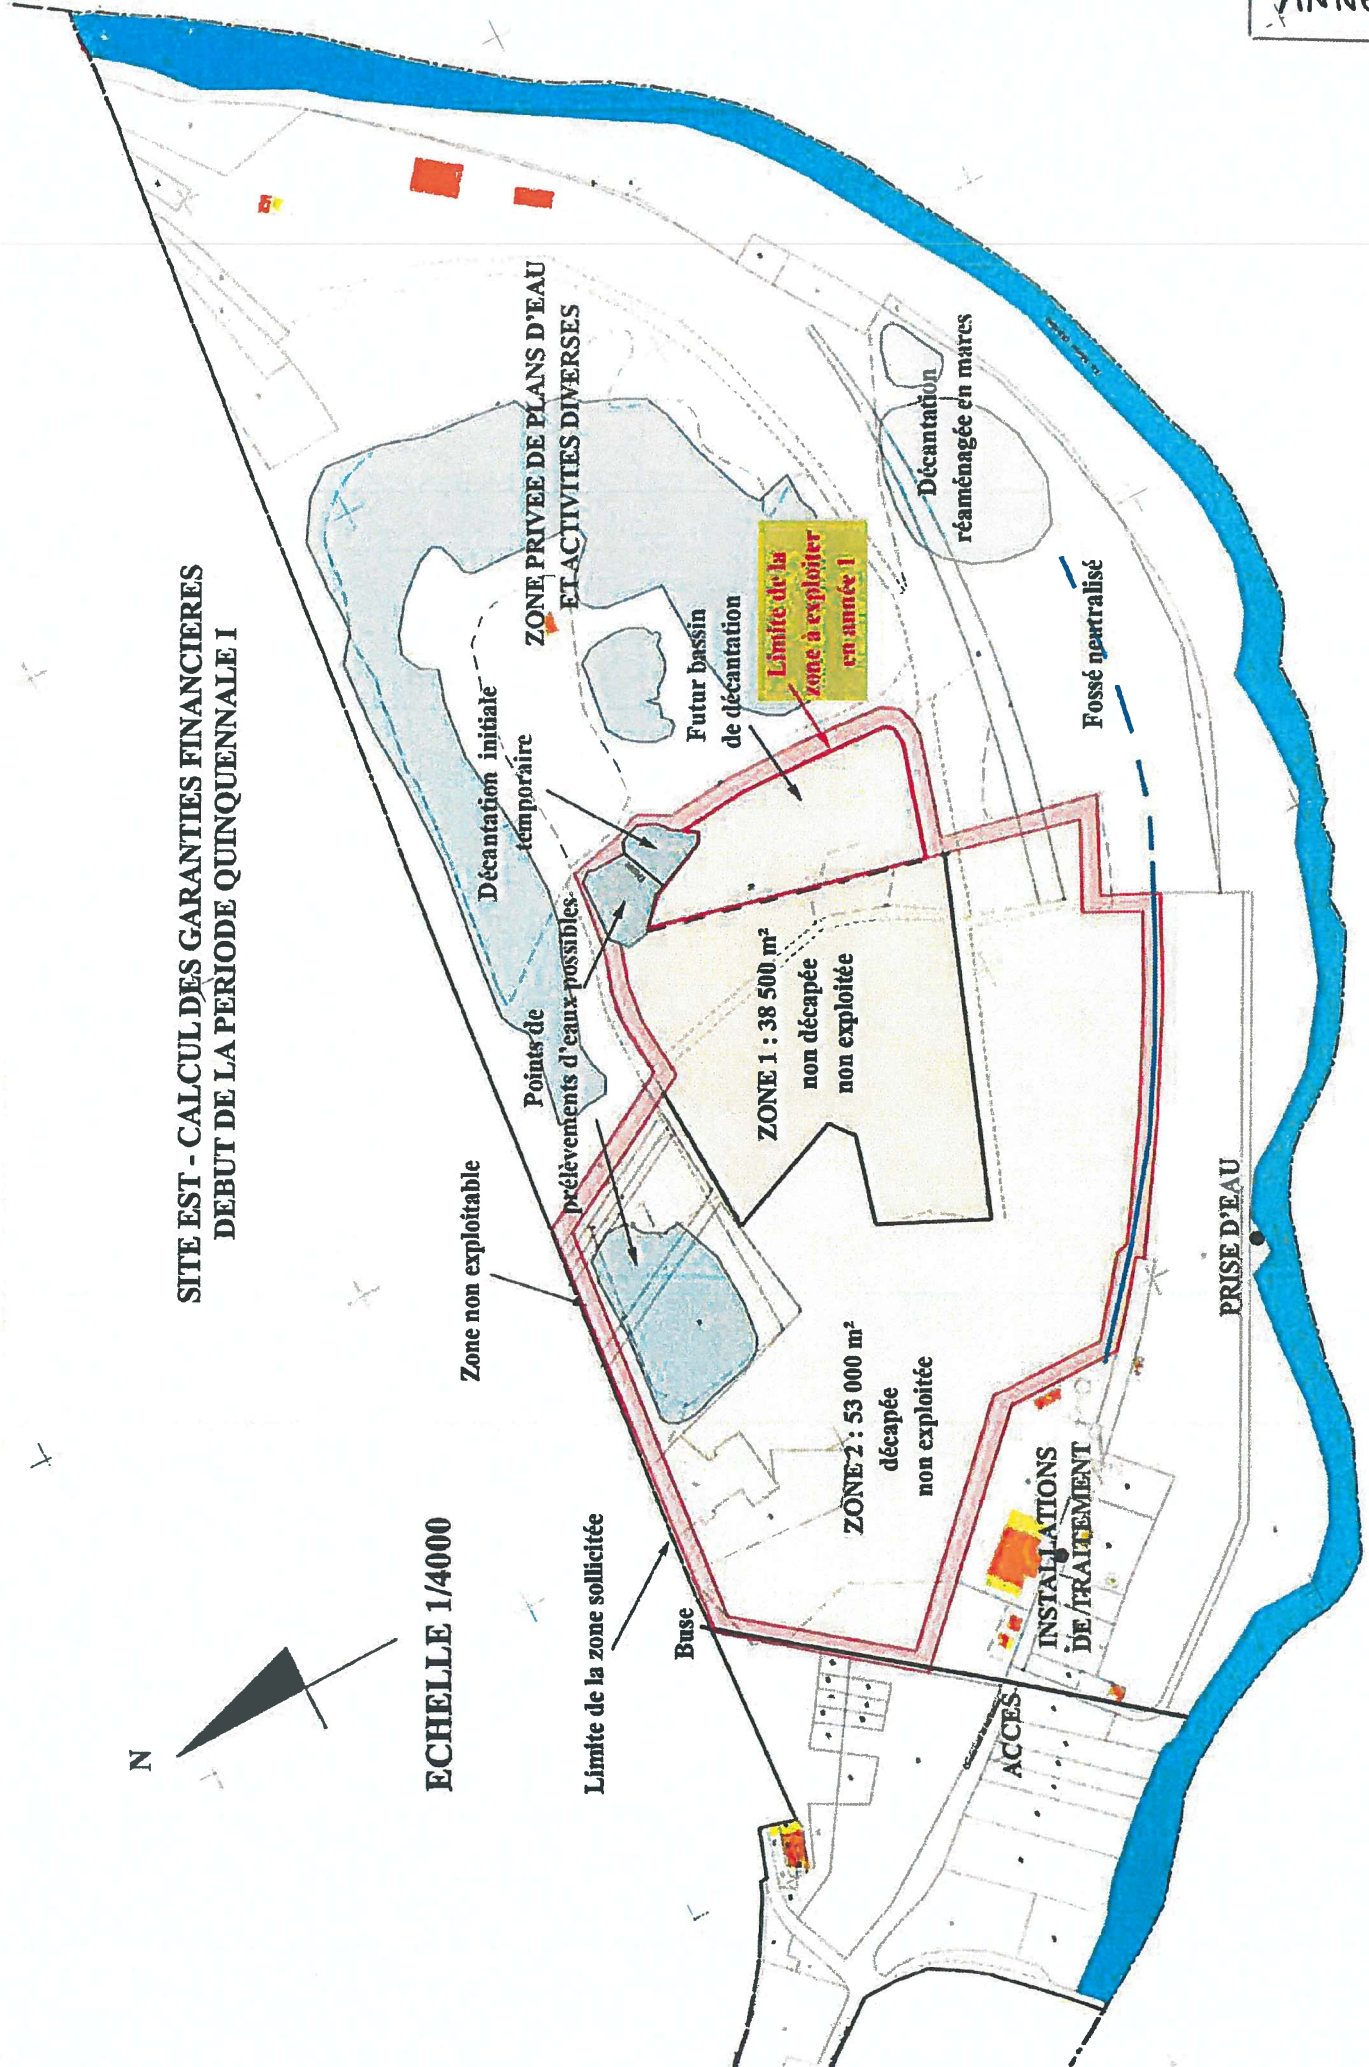 ANNE
SITE EST - CALCUL DES GARANTIES FINANCIERES
DEBUT DE LA PERIODE QUINQUENNALE I
N
ECHELLE 1/4000
Limite de la zone sollicitée
Buse
Zone non exploitable
Points de
prélèvements d'eaux possibles
Décantation initiale
temporaire
ZONE PRIVEE DE PLANS D'EAU
ET ACTIVITES DIVERSES
Futur bassin
de décantation
Limite de la
zone à exploiter
en année 1
Décantation
réaménagée en mares
Fossé neutralisé
ZONE 1 : 38 500 m²
non décapée
non exploitée
ZONE 2 : 53 000 m²
décapée
non exploitée
INSTALLATIONS
DE TRAITEMENT
ACCES
PRISE D'EAU